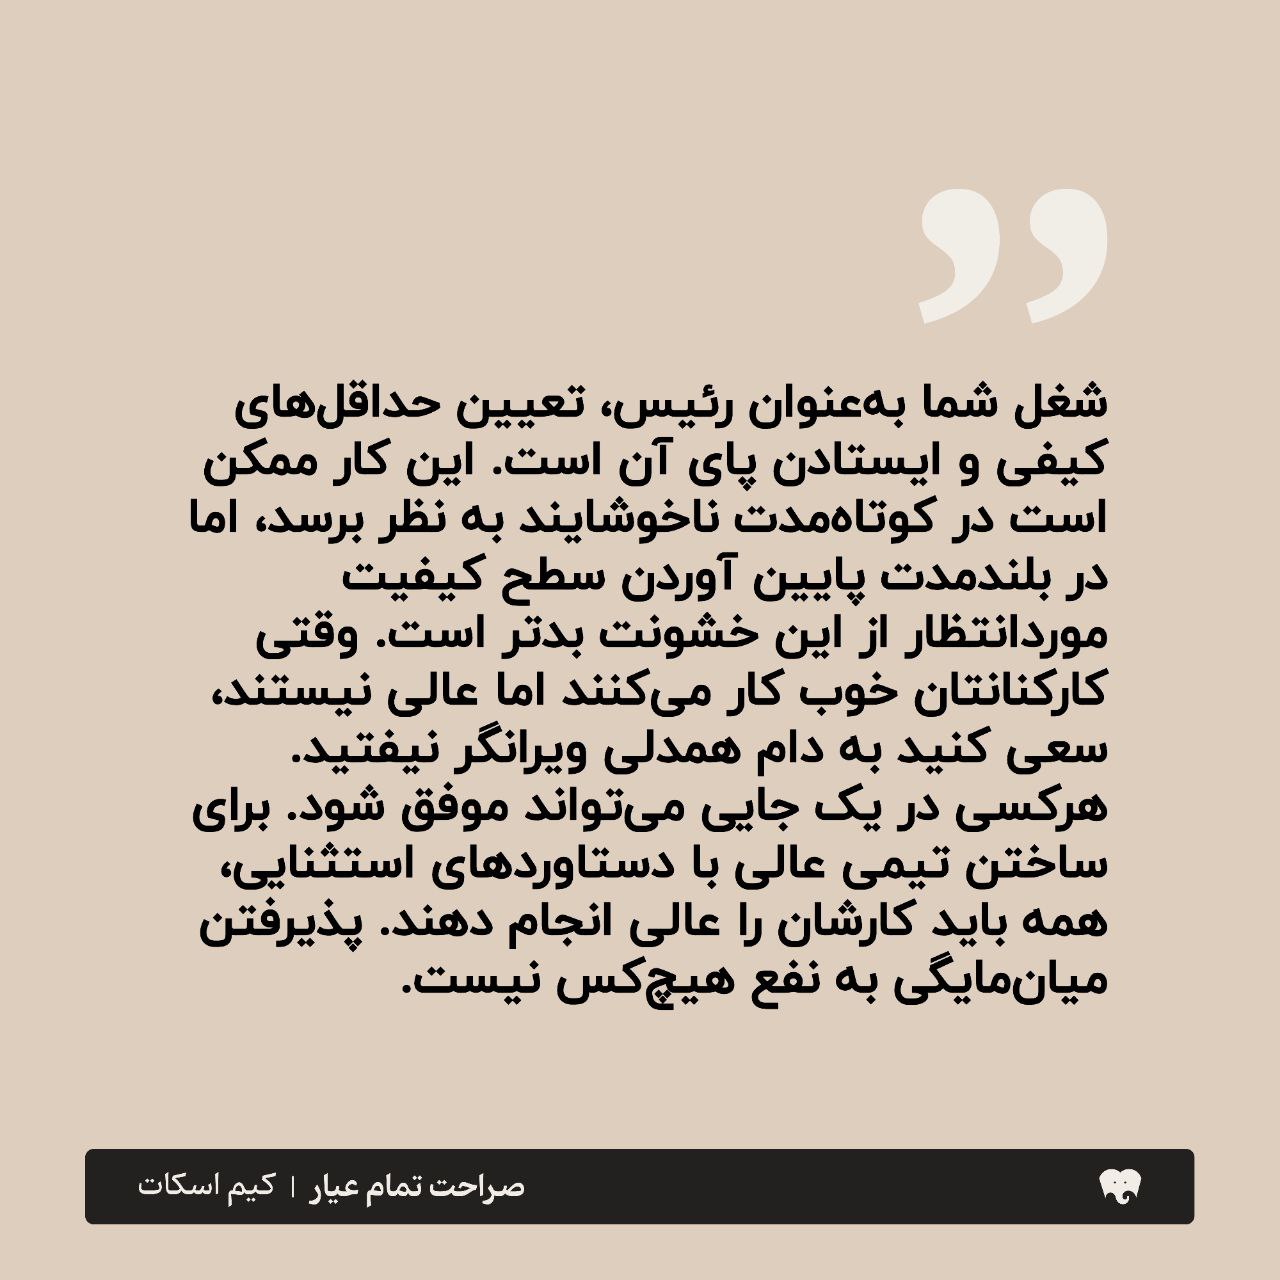 شغل شما به‌عنوان رئیس، تعیین حداقل‌های
کیفی و ایستادن پای آن است. این کار ممکن
است در کوتاه‌مدت ناخوشایند به نظر برسد، اما
در بلندمدت پایین آوردن سطح کیفیت
موردانتظار از این خشونت بدتر است. وقتی
کارکنانتان خوب کار می‌کنند اما عالی نیستند،
سعی کنید به دام همدلی ویرانگر نیفتید.
هرکسی در یک جایی می‌تواند موفق شود. برای
ساختن تیمی عالی با دستاوردهای استثنایی،
همه باید کارشان را عالی انجام دهند. پذیرفتن
میان‌مایگی به نفع هیچ‌کس نیست.
صراحت تمام عیار | کیم اسکات